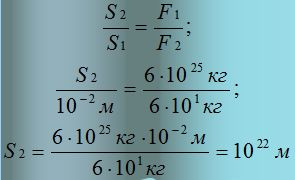 S₂/S₁ = F₁/F₂;
S₂/10⁻² м = 6·10²⁵ кг/6·10¹ кг;
S₂ = 6·10²⁵ кг·10⁻² м/6·10¹ кг = 10²² м